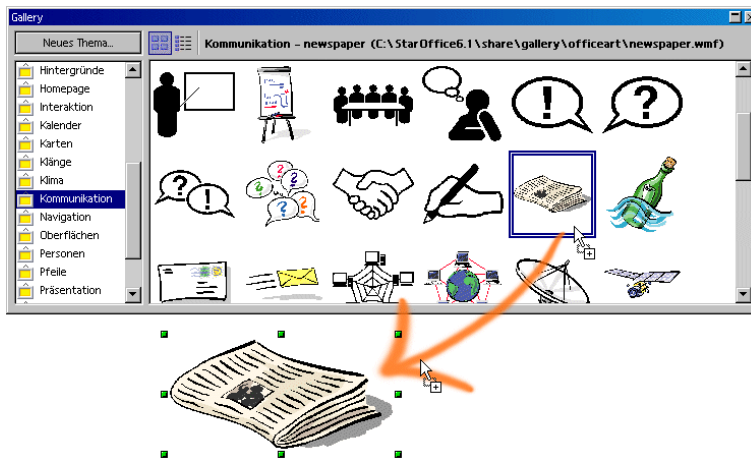 Gallery
Neues Thema...
Kommunikation - newspaper (C:\StarOffice6.1\share\gallery\officeart\newspaper.wmf)
Hintergründe
Homepage
Interaktion
Kalender
Karten
Klänge
Klima
Kommunikation
Navigation
Oberflächen
Personen
Pfeile
Präsentation